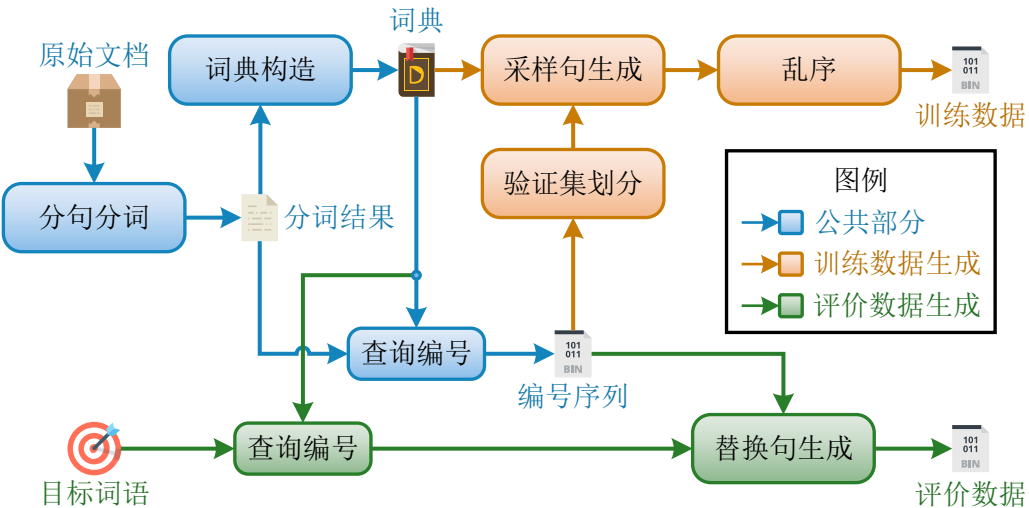 词典
原始文档
词典构造
D
采样句生成
乱序
101
011
BIN
训练数据
分句分词
分词结果
验证集划分
图例
公共部分
训练数据生成
评价数据生成
查询编号
101
011
BIN
编号序列
目标词语
查询编号
替换句生成
101
011
BIN
评价数据